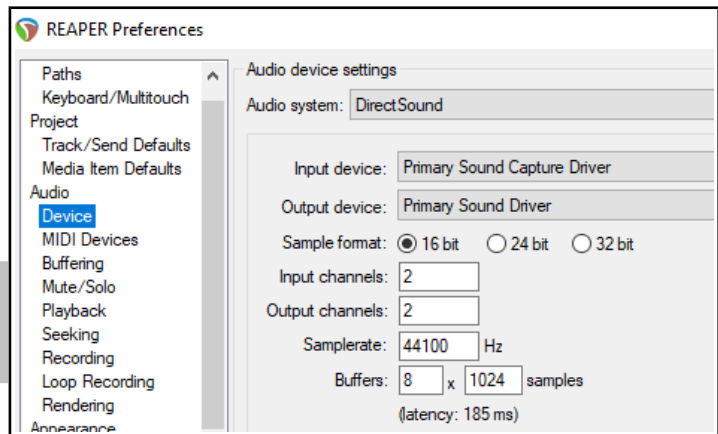 REAPER Preferences
Paths
Keyboard/Multitouch
Project
Track/Send Defaults
Media Item Defaults
Audio
Device
MIDI Devices
Buffering
Mute/Solo
Playback
Seeking
Recording
Loop Recording
Rendering
Appearance
Audio device settings
Audio system: DirectSound
Input device: Primary Sound Capture Driver
Output device: Primary Sound Driver
Sample format: 16 bit 24 bit 32 bit
Input channels: 2
Output channels: 2
Samplerate: 44100 Hz
Buffers: 8 x 1024 samples
(latency: 185 ms)